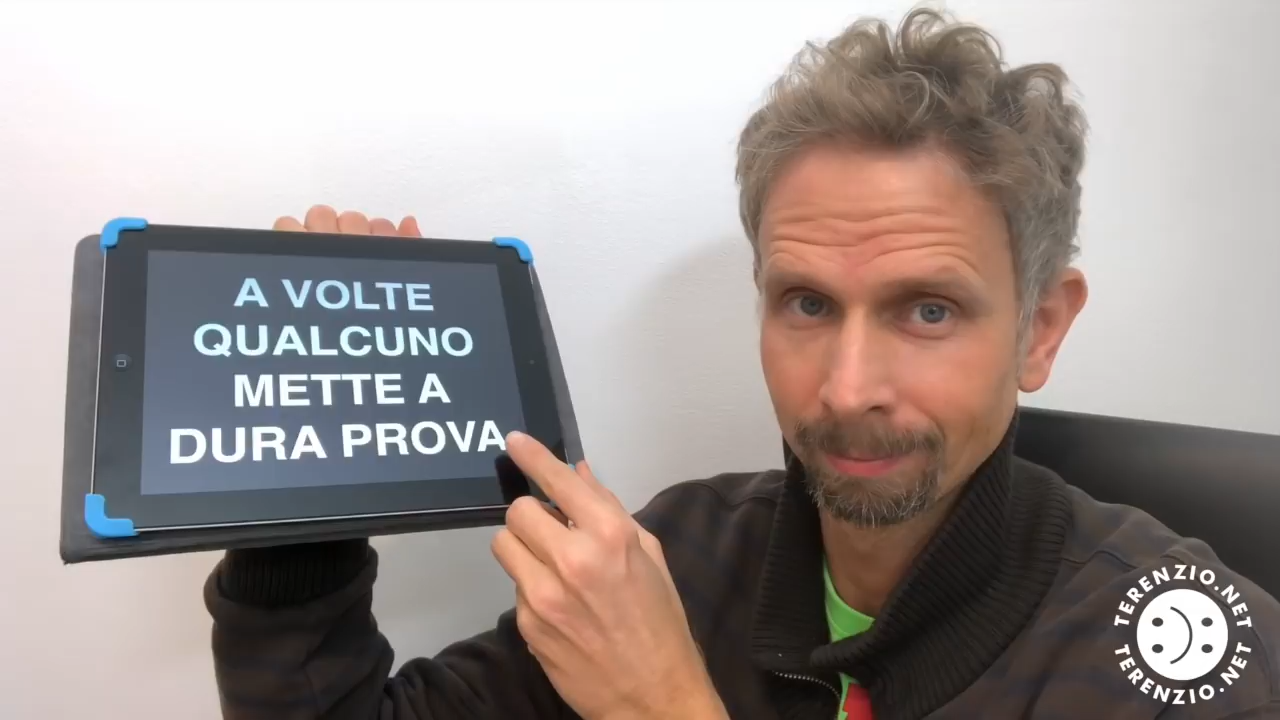 A VOLTE
QUALCUNO
METTE A
DURA PROVA
TERENZIO.NET
TERENZIO.NET